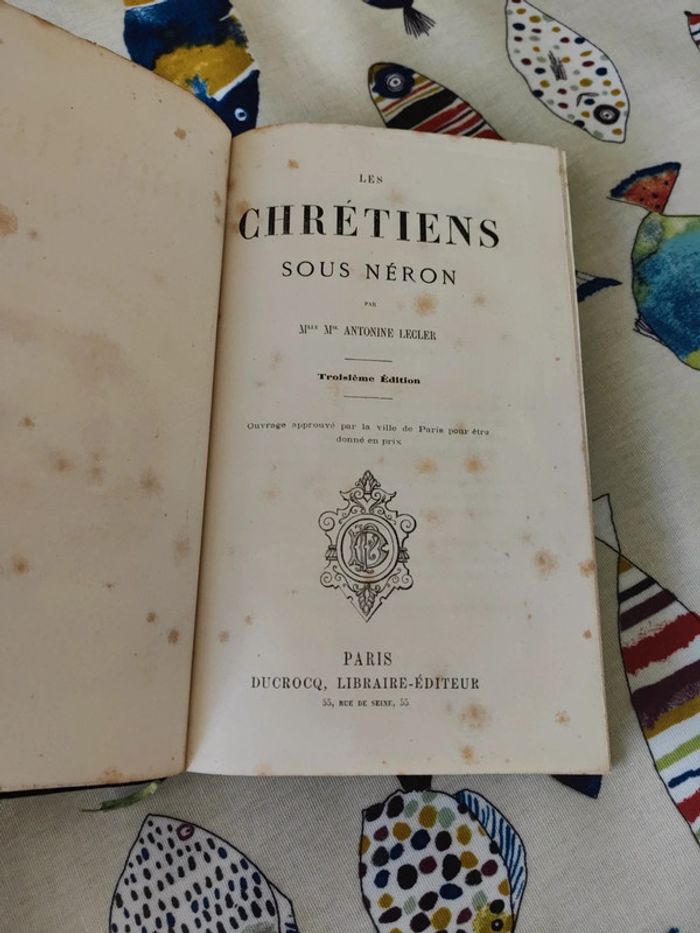 LES
CHRÉTIENS
SOUS NÉRON
PAR
Mlle Mie ANTONINE LECLER
Troisième Édition
Ouvrage approuvé par la ville de Paris pour être
donné en prix
PARIS
DUCROCQ, LIBRAIRE-ÉDITEUR
55, RUE DE SEINE, 55